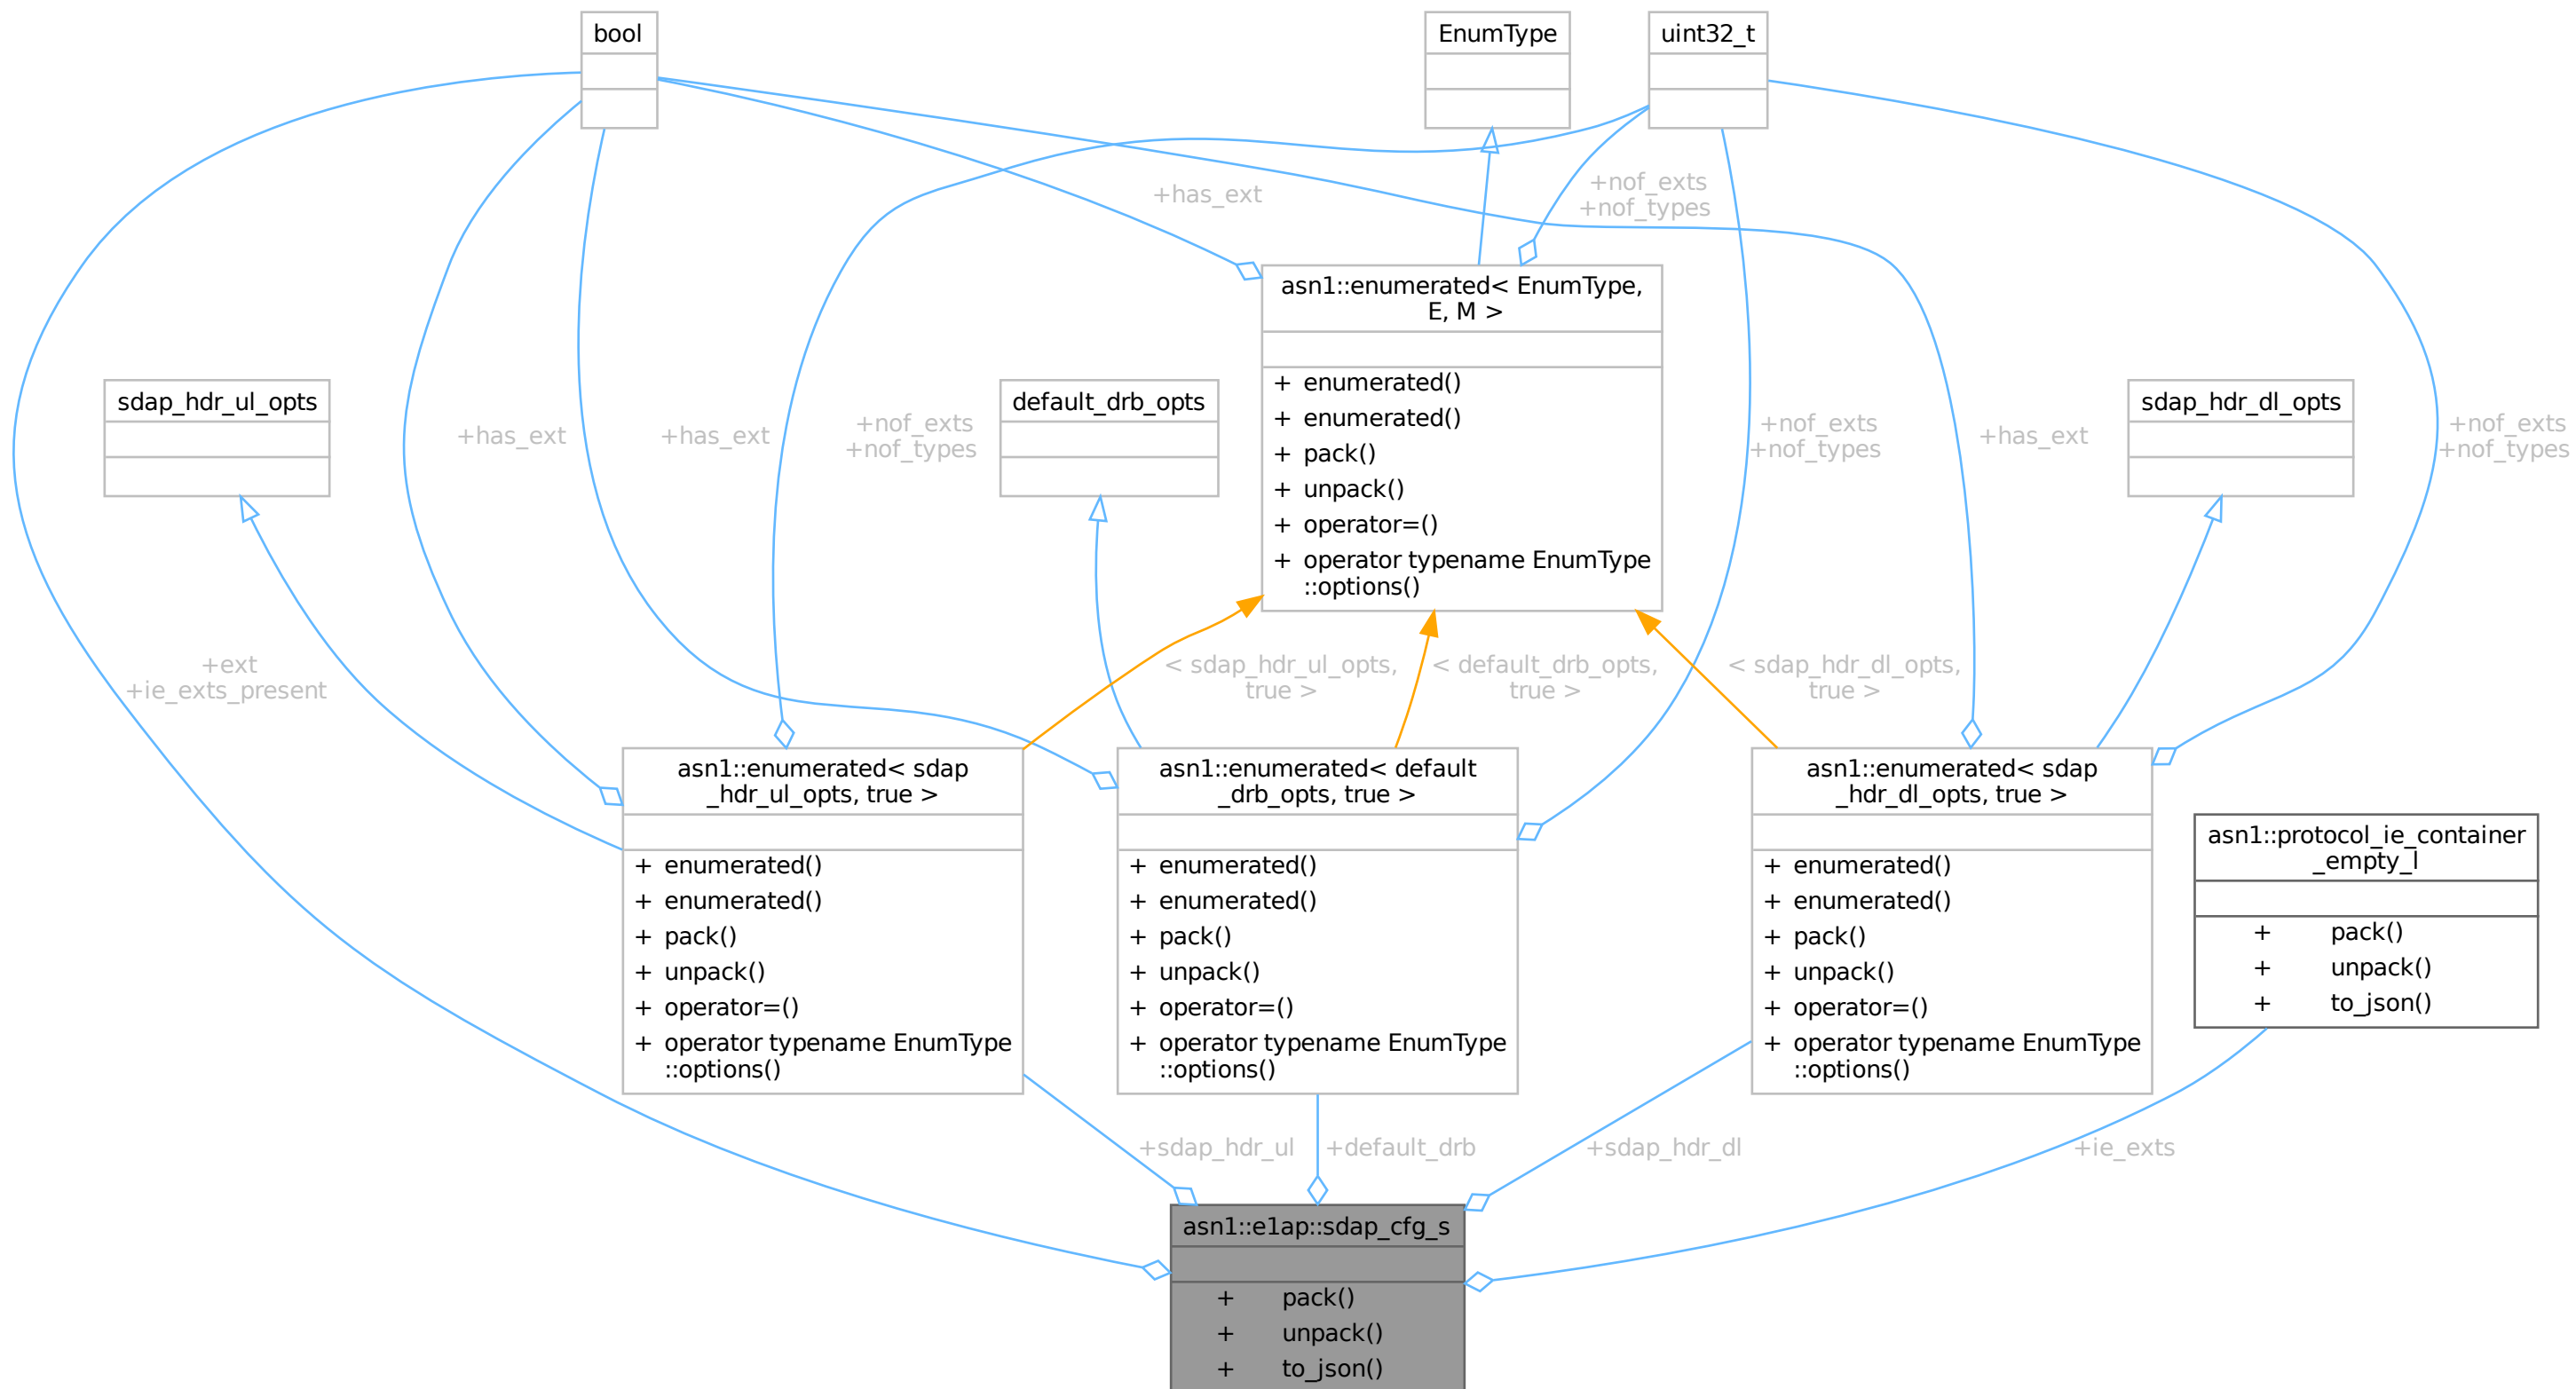 bool
EnumType
uint32_t
+has_ext
+nof_exts
+nof_types
asn1::enumerated< EnumType,
E, M >
+ enumerated()
+ enumerated()
+ pack()
+ unpack()
+ operator=()
+ operator typename EnumType
::options()
sdap_hdr_ul_opts
default_drb_opts
sdap_hdr_dl_opts
+has_ext
+has_ext
+nof_exts
+nof_types
+nof_exts
+nof_types
+has_ext
+nof_exts
+nof_types
+ext
+ie_exts_present
< sdap_hdr_ul_opts,
true >
< default_drb_opts,
true >
< sdap_hdr_dl_opts,
true >
asn1::enumerated< sdap
_hdr_ul_opts, true >
+ enumerated()
+ enumerated()
+ pack()
+ unpack()
+ operator=()
+ operator typename EnumType
::options()
asn1::enumerated< default
_drb_opts, true >
+ enumerated()
+ enumerated()
+ pack()
+ unpack()
+ operator=()
+ operator typename EnumType
::options()
asn1::enumerated< sdap
_hdr_dl_opts, true >
+ enumerated()
+ enumerated()
+ pack()
+ unpack()
+ operator=()
+ operator typename EnumType
::options()
asn1::protocol_ie_container
_empty_l
+ pack()
+ unpack()
+ to_json()
+sdap_hdr_ul
+default_drb
+sdap_hdr_dl
+ie_exts
asn1::e1ap::sdap_cfg_s
+ pack()
+ unpack()
+ to_json()